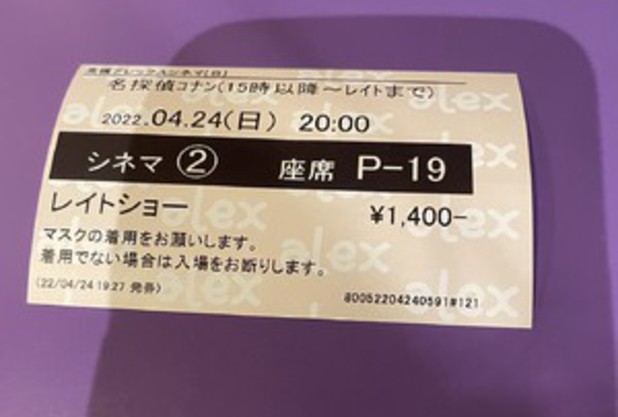 名探偵コナン(15時以降~レイトまで)
2022.04.24(日) 20:00
シネマ ② 座席 P-19
レイトショー ¥1,400-
マスクの着用をお願いします。
着用でない場合は入場をお断りします。
(22/04/24 19:27 発券) 80052204240591#121
alex